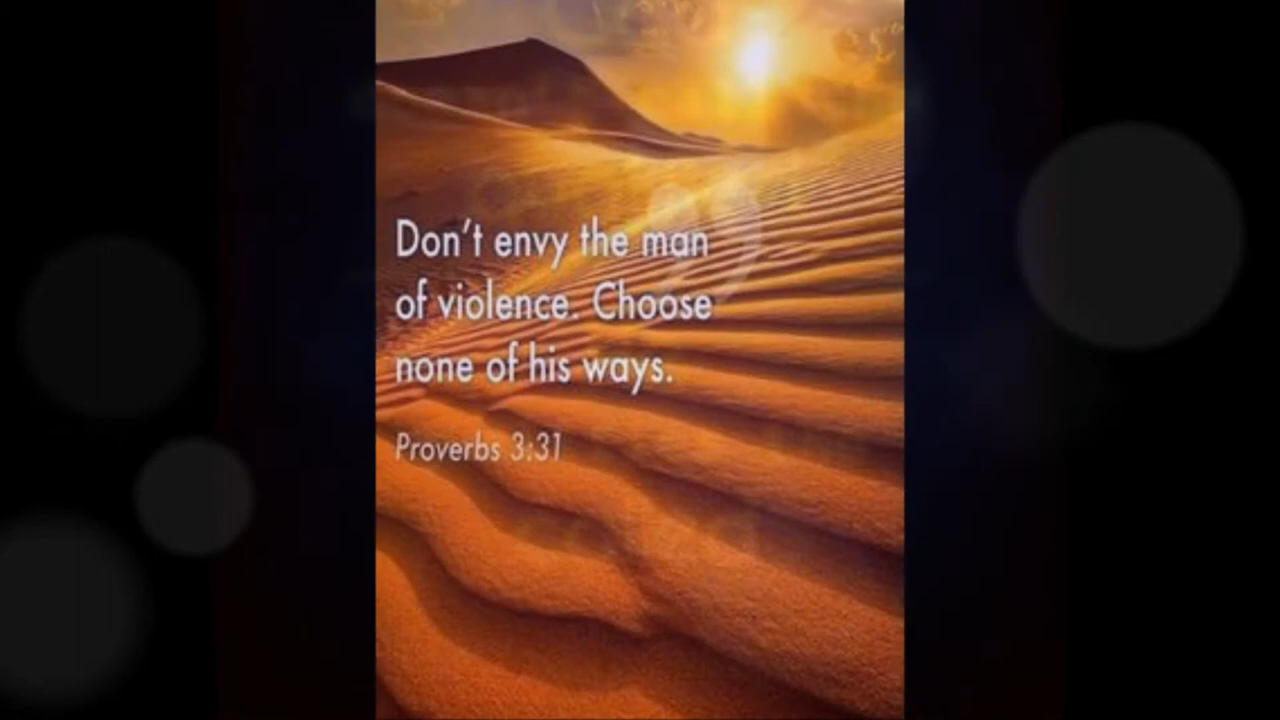 Don’t envy the man
of violence. Choose
none of his ways.
Proverbs 3:31